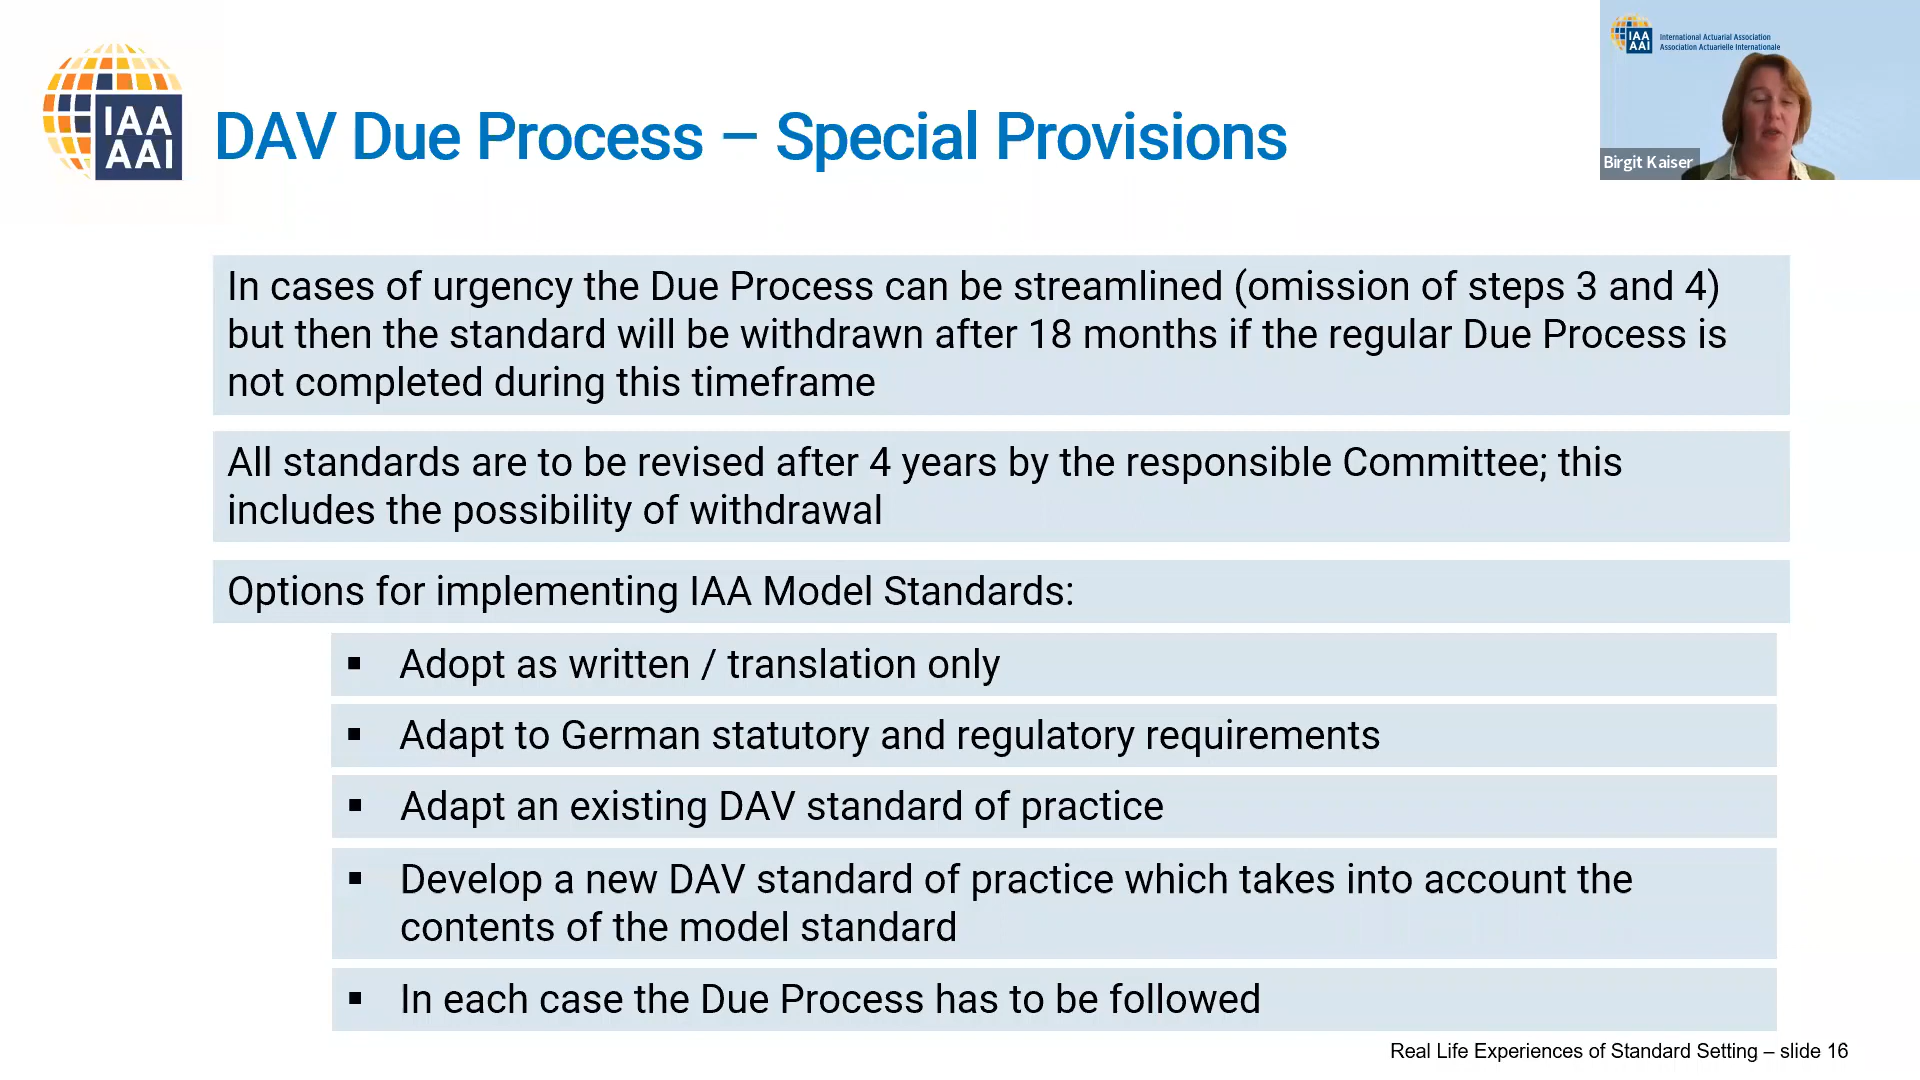 IAA
AAI
DAV Due Process – Special Provisions
IAA
AAI
International Actuarial Association
Association Actuarielle Internationale
Birgit Kaiser
In cases of urgency the Due Process can be streamlined (omission of steps 3 and 4)
but then the standard will be withdrawn after 18 months if the regular Due Process is
not completed during this timeframe
All standards are to be revised after 4 years by the responsible Committee; this
includes the possibility of withdrawal
Options for implementing IAA Model Standards:
▪ Adopt as written / translation only
▪ Adapt to German statutory and regulatory requirements
▪ Adapt an existing DAV standard of practice
▪ Develop a new DAV standard of practice which takes into account the
contents of the model standard
▪ In each case the Due Process has to be followed
Real Life Experiences of Standard Setting – slide 16